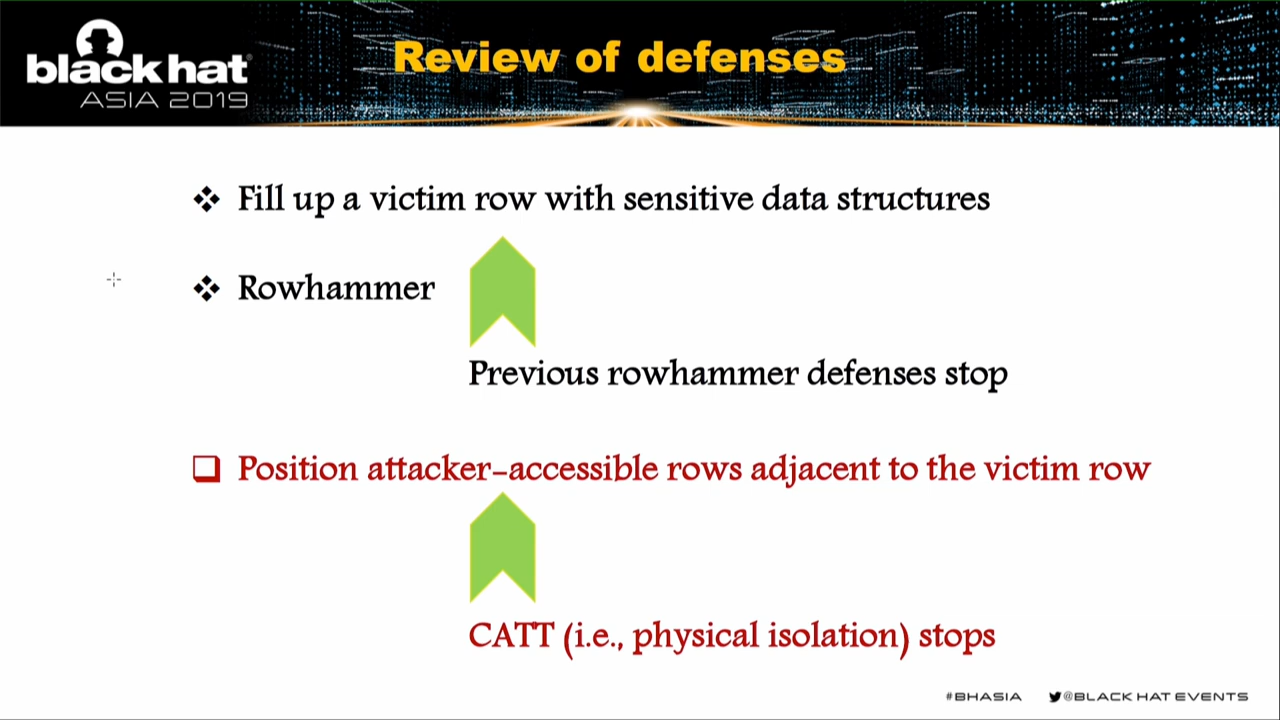 black hat
ASIA 2019
Review of defenses
Fill up a victim row with sensitive data structures
Rowhammer
Previous rowhammer defenses stop
Position attacker-accessible rows adjacent to the victim row
CATT (i.e., physical isolation) stops
#BHASIA @BLACK HAT EVENTS